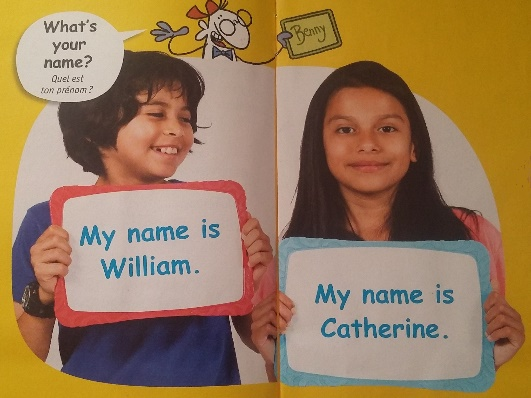 What's
your
name?
Quel est
ton prénom ?
Benny
My name is
William.
My name is
Catherine.